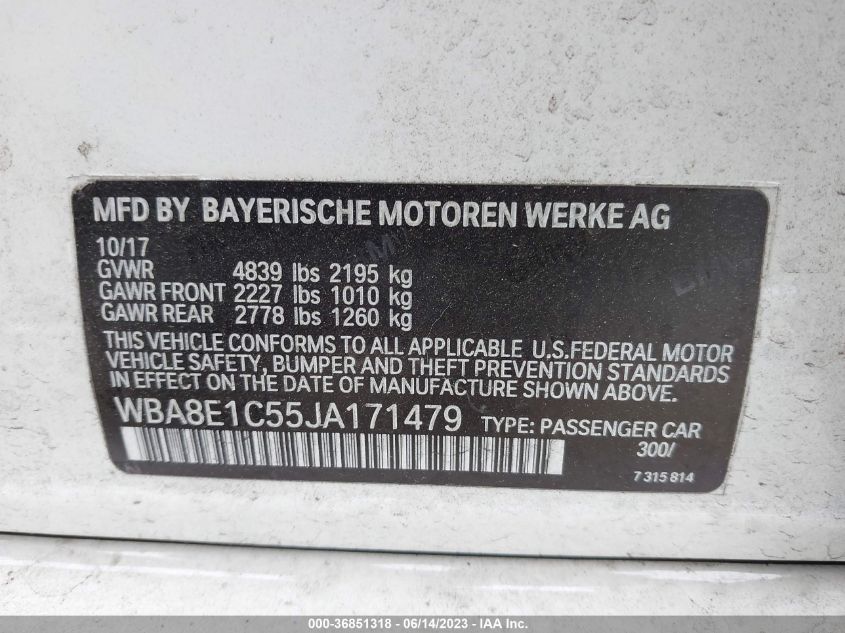 MFD BY BAYERISCHE MOTOREN WERKE AG
10/17
GVWR 4839 lbs 2195 kg
GAWR FRONT 2227 lbs 1010 kg
GAWR REAR 2778 lbs 1260 kg
THIS VEHICLE CONFORMS TO ALL APPLICABLE U.S.FEDERAL MOTOR
VEHICLE SAFETY, BUMPER AND THEFT PREVENTION STANDARDS
IN EFFECT ON THE DATE OF MANUFACTURE SHOWN ABOVE.
WBA8E1C55JA171479 TYPE: PASSENGER CAR
300/
7 315 814
000-36851318 - 06/14/2023 - IAAI.COM